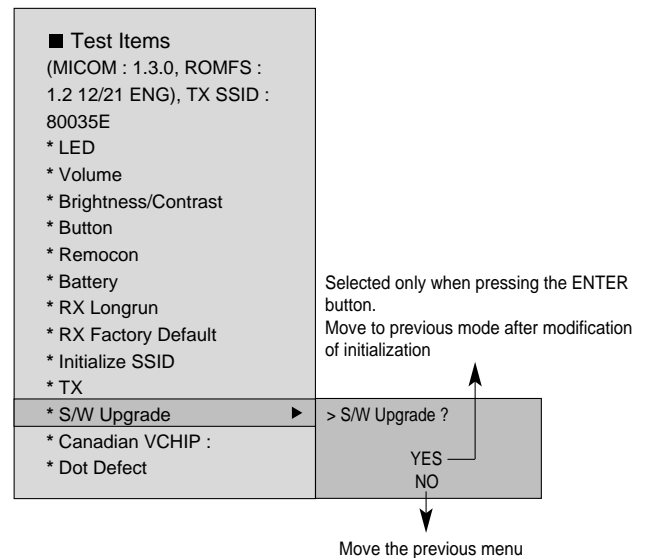 ■ Test Items
(MICOM : 1.3.0, ROMFS :
1.2 12/21 ENG), TX SSID :
80035E
* LED
* Volume
* Brightness/Contrast
* Button
* Remocon
* Battery
* RX Longrun
* RX Factory Default
* Initialize SSID
* TX
* S/W Upgrade ▶
* Canadian VCHIP :
* Dot Defect
Selected only when pressing the ENTER
button.
Move to previous mode after modification
of initialization
> S/W Upgrade ?
YES
NO
Move the previous menu